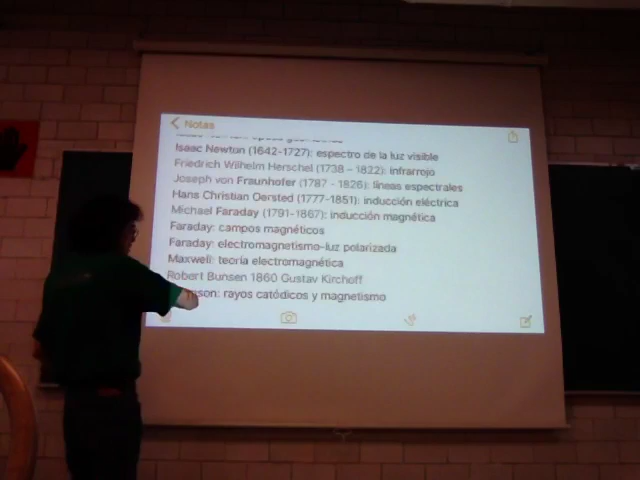 Notas
Isaac Newton (1642-1727): espectro de la luz visible
Friedrich Wilhelm Herschel (1738 – 1822): infrarrojo
Joseph von Fraunhofer (1787 - 1826): líneas espectrales
Hans Christian Oersted (1777-1851): inducción eléctrica
Michael Faraday (1791-1867): inducción magnética
Faraday: campos magnéticos
Faraday: electromagnetismo-luz polarizada
Maxwell: teoría electromagnética
Robert Bunsen 1860 Gustav Kirchoff
mson: rayos catódicos y magnetismo